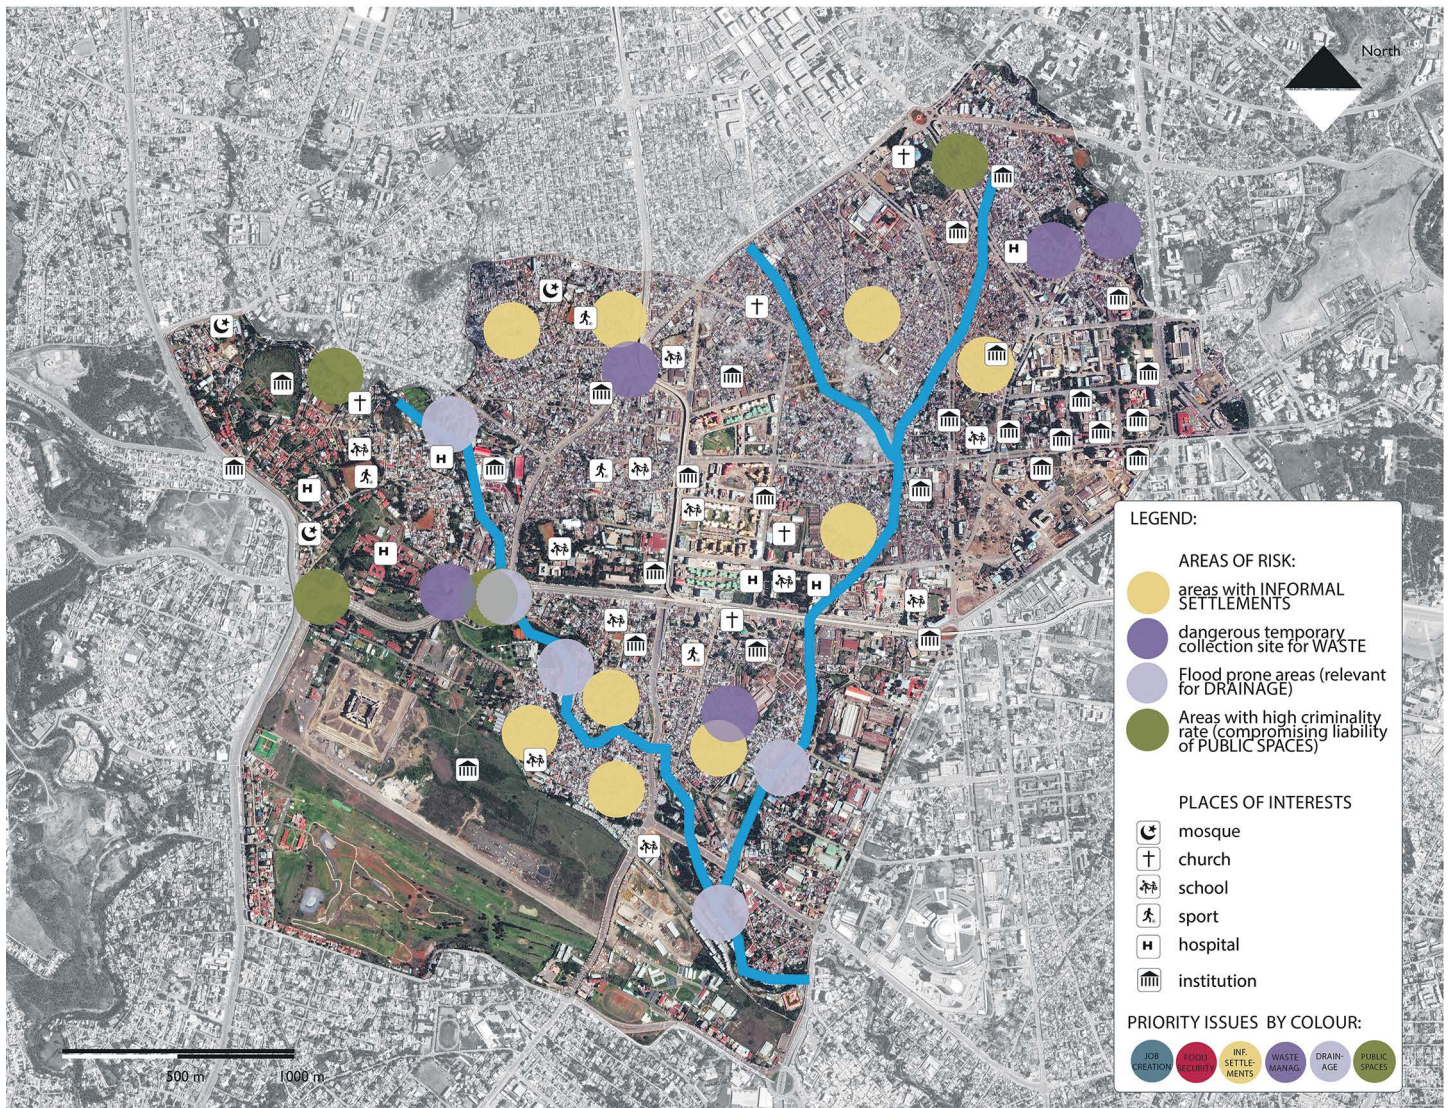 North
LEGEND:
AREAS OF RISK:
areas with INFORMAL
SETTLEMENTS
dangerous temporary
collection site for WASTE
Flood prone areas (relevant
for DRAINAGE)
Areas with high criminality
rate (compromising liability
of PUBLIC SPACES)
PLACES OF INTERESTS
mosque
church
school
sport
H hospital
institution
PRIORITY ISSUES BY COLOUR:
JOB
CREATION
FOOD
SECURITY
INF.
SETTLE-
MENTS
WASTE
MANAG.
DRAIN-
AGE
PUBLIC
SPACES
500 m
1000 m
H
H
H
H
H
H